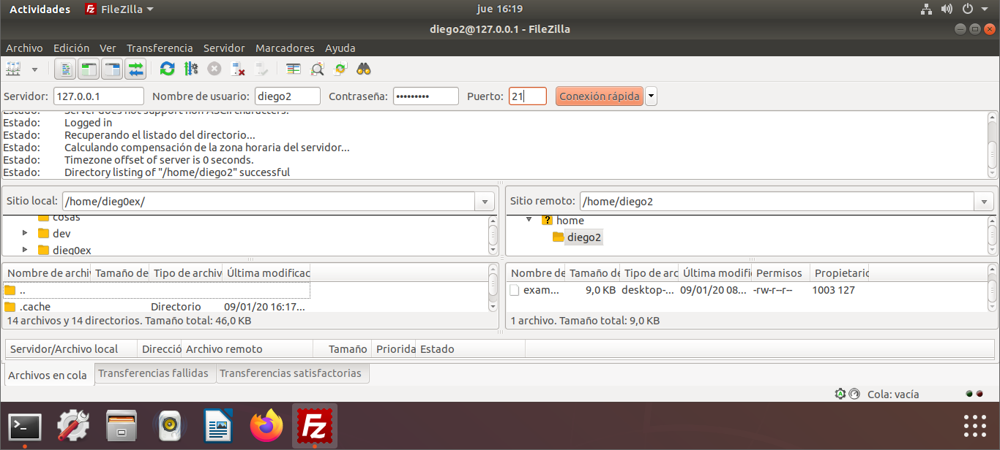 Actividades FileZilla jue 16:19
diego2@127.0.0.1 - FileZilla
Archivo Edición Ver Transferencia Servidor Marcadores Ayuda
Servidor: 127.0.0.1 Nombre de usuario: diego2 Contraseña: ••••••••• Puerto: 21 Conexión rápida
Estado: Server does not support non-ASCII characters.
Estado: Logged in
Estado: Recuperando el listado del directorio...
Estado: Calculando compensación de la zona horaria del servidor...
Estado: Timezone offset of server is 0 seconds.
Estado: Directory listing of "/home/diego2" successful
Sitio local: /home/dieg0ex/ Sitio remoto: /home/diego2
cosas
dev
dieg0ex
? home
diego2
Nombre de archiv Tamaño de Tipo de archiv Última modificac
..
.cache Directorio 09/01/20 16:17...
14 archivos y 14 directorios. Tamaño total: 46,0 KB
Nombre de Tamaño de Tipo de arc Última modifi Permisos Propietario
exam... 9,0 KB desktop-... 09/01/20 08... -rw-r--r-- 1003 127
1 archivo. Tamaño total: 9,0 KB
Servidor/Archivo local Direcció Archivo remoto Tamaño Priorida Estado
Archivos en cola Transferencias fallidas Transferencias satisfactorias
Cola: vacía